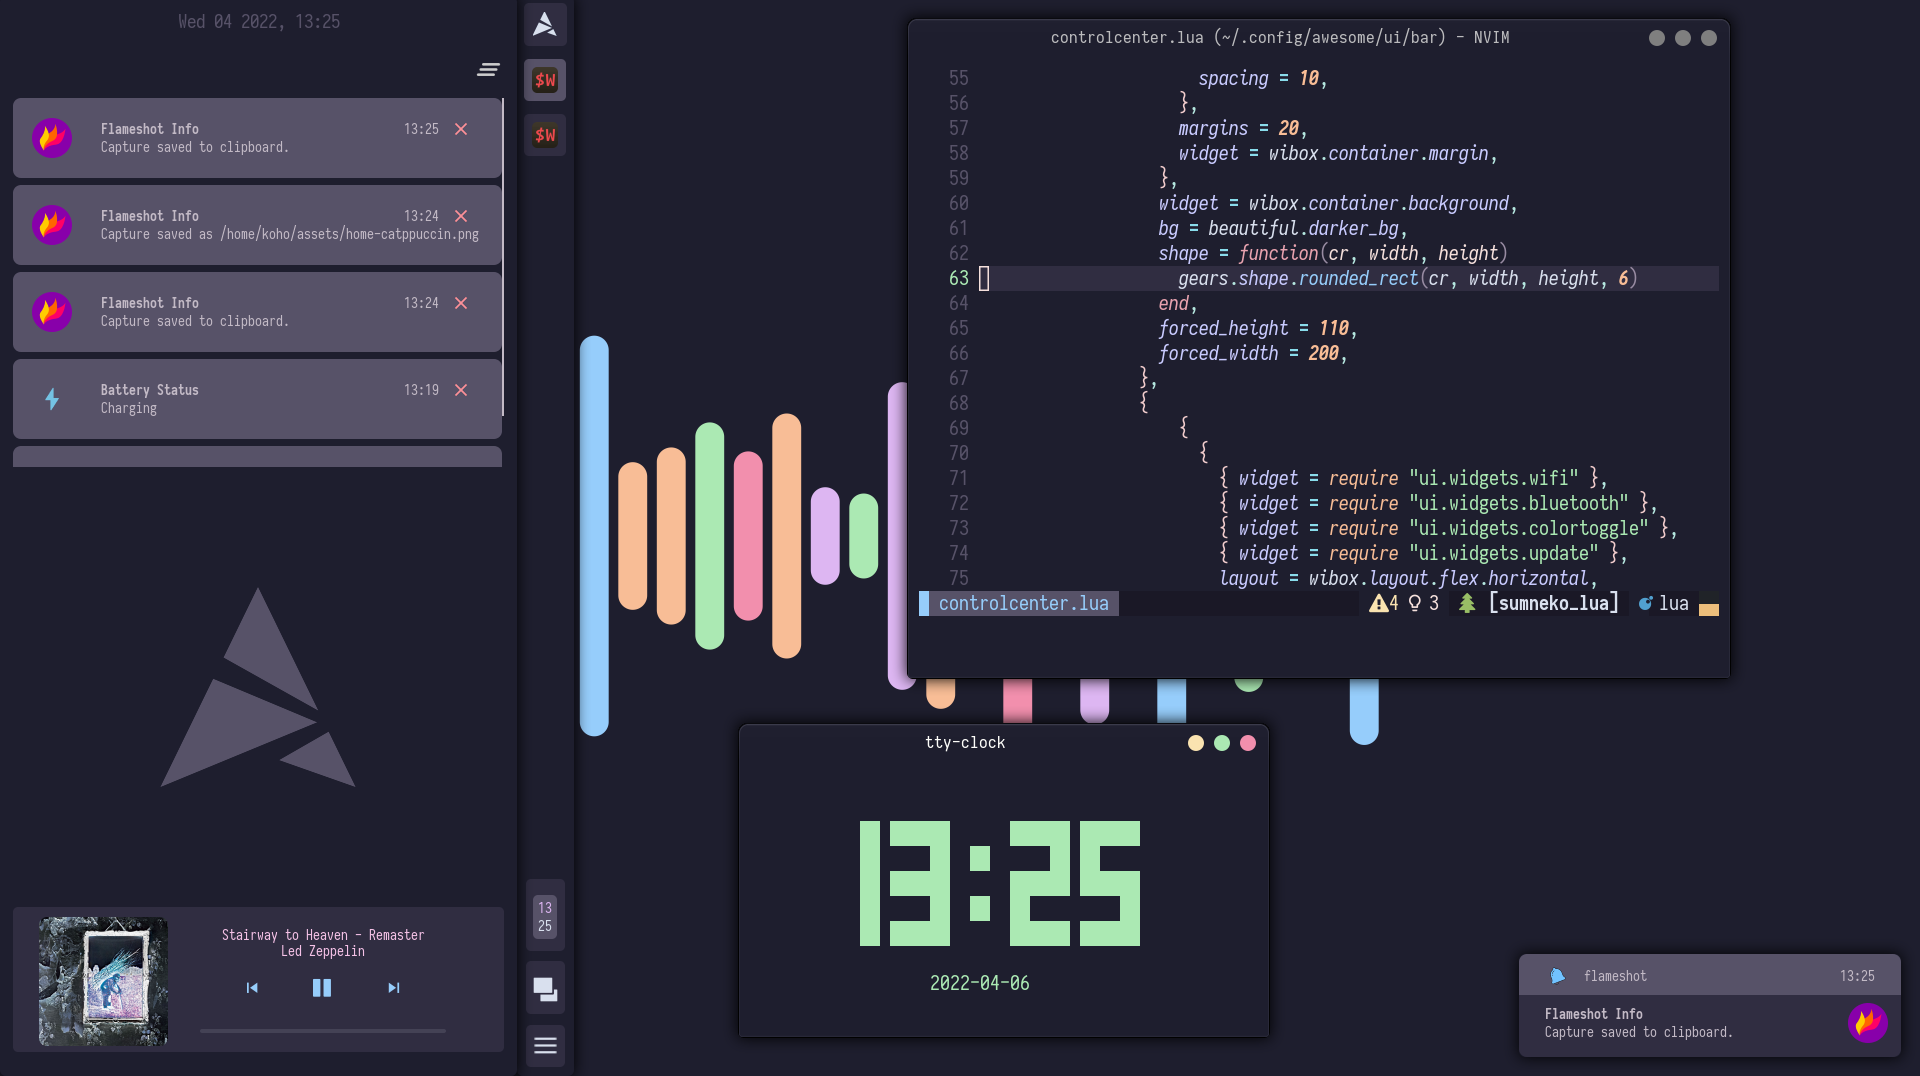 Wed 04 2022, 13:25
Flameshot Info 13:25
Capture saved to clipboard.
Flameshot Info 13:24
Capture saved as /home/koho/assets/home-catppuccin.png
Flameshot Info 13:24
Capture saved to clipboard.
Battery Status 13:19
Charging
Stairway to Heaven - Remaster
Led Zeppelin
$W
$W
13
25
controlcenter.lua (~/.config/awesome/ui/bar) - NVIM
55 spacing = 10,
56 },
57 margins = 20,
58 widget = wibox.container.margin,
59 },
60 widget = wibox.container.background,
61 bg = beautiful.darker_bg,
62 shape = function(cr, width, height)
63 gears.shape.rounded_rect(cr, width, height, 6)
64 end,
65 forced_height = 110,
66 forced_width = 200,
67 },
68 {
69 {
70 {
71 { widget = require "ui.widgets.wifi" },
72 { widget = require "ui.widgets.bluetooth" },
73 { widget = require "ui.widgets.colortoggle" },
74 { widget = require "ui.widgets.update" },
75 layout = wibox.layout.flex.horizontal,
controlcenter.lua 4 3 [sumneko_lua] lua
tty-clock
13:25
2022-04-06
flameshot 13:25
Flameshot Info
Capture saved to clipboard.